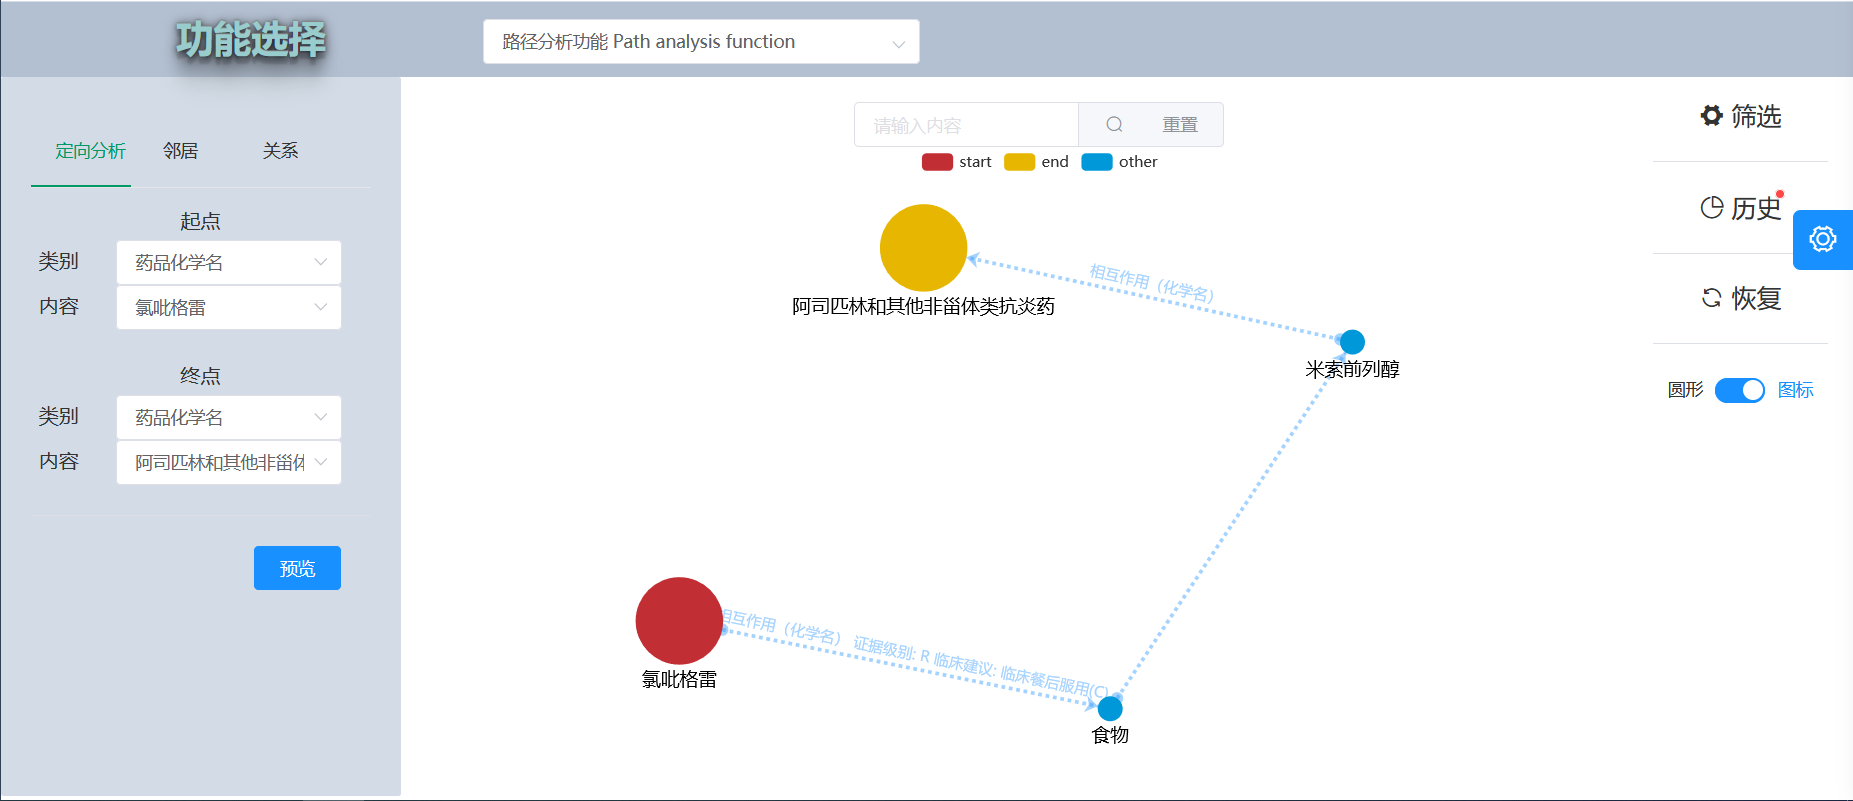 功能选择
路径分析功能 Path analysis function
定向分析 邻居 关系
起点
类别 药品化学名
内容 氯吡格雷
终点
类别 药品化学名
内容 阿司匹林和其他非甾体
预览
请输入内容 重置
start end other
阿司匹林和其他非甾体类抗炎药
相互作用（化学名）
米索前列醇
相互作用（化学名） 证据级别: R 临床建议: 临床餐后服用(C)
氯吡格雷
食物
筛选
历史
恢复
圆形 图标